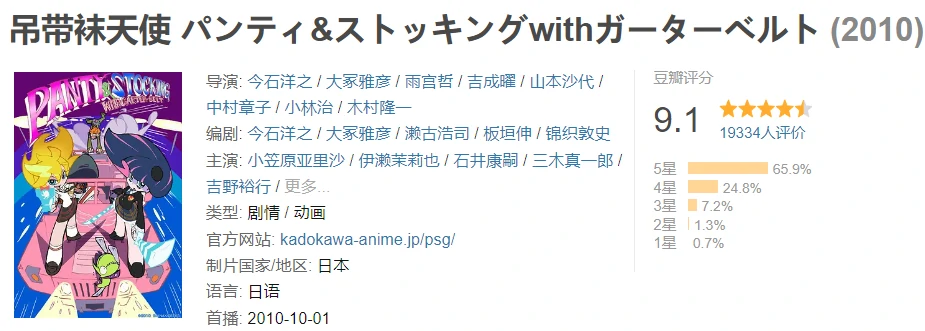 吊带袜天使 パンティ&ストッキングwithガーターベルト (2010)
PANTY & STOCKING
WITH GARTERBELT
导演: 今石洋之 / 大冢雅彦 / 雨宫哲 / 吉成曜 / 山本沙代 /
中村章子 / 小林治 / 木村隆一
编剧: 今石洋之 / 大冢雅彦 / 濑古浩司 / 板垣伸 / 锦织敦史
主演: 小笠原亚里沙 / 伊濑茉莉也 / 石井康嗣 / 三木真一郎 /
吉野裕行 / 更多...
类型: 剧情 / 动画
官方网站: kadokawa-anime.jp/psg/
制片国家/地区: 日本
语言: 日语
首播: 2010-10-01
豆瓣评分
9.1
19334人评价
5星 65.9%
4星 24.8%
3星 7.2%
2星 1.3%
1星 0.7%